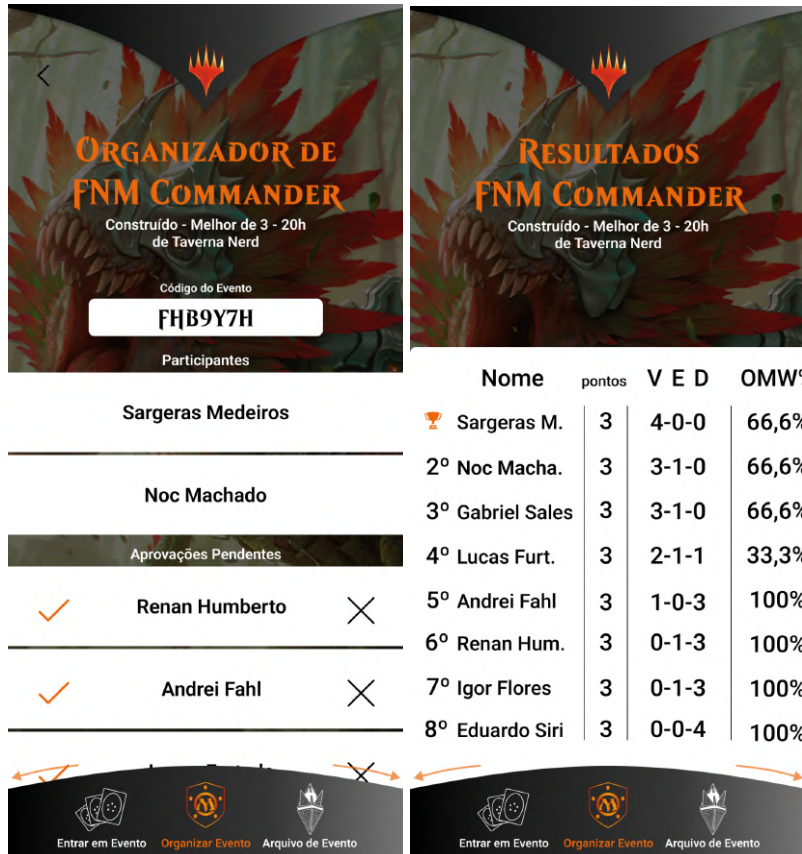 ORGANIZADOR DE
FNM COMMANDER
Construído - Melhor de 3 - 20h
de Taverna Nerd
Código do Evento
FHB9Y7H
Participantes
Sargeras Medeiros
Noc Machado
Aprovações Pendentes
Renan Humberto
Andrei Fahl
Entrar em Evento Organizar Evento Arquivo de Evento
RESULTADOS
FNM COMMANDER
Construído - Melhor de 3 - 20h
de Taverna Nerd
Nome pontos V E D OMW%
Sargeras M. 3 4-0-0 66,6%
2º Noc Macha. 3 3-1-0 66,6%
3º Gabriel Sales 3 3-1-0 66,6%
4º Lucas Furt. 3 2-1-1 33,3%
5º Andrei Fahl 3 1-0-3 100%
6º Renan Hum. 3 0-1-3 100%
7º Igor Flores 3 0-1-3 100%
8º Eduardo Siri 3 0-0-4 100%
Entrar em Evento Organizar Evento Arquivo de Evento